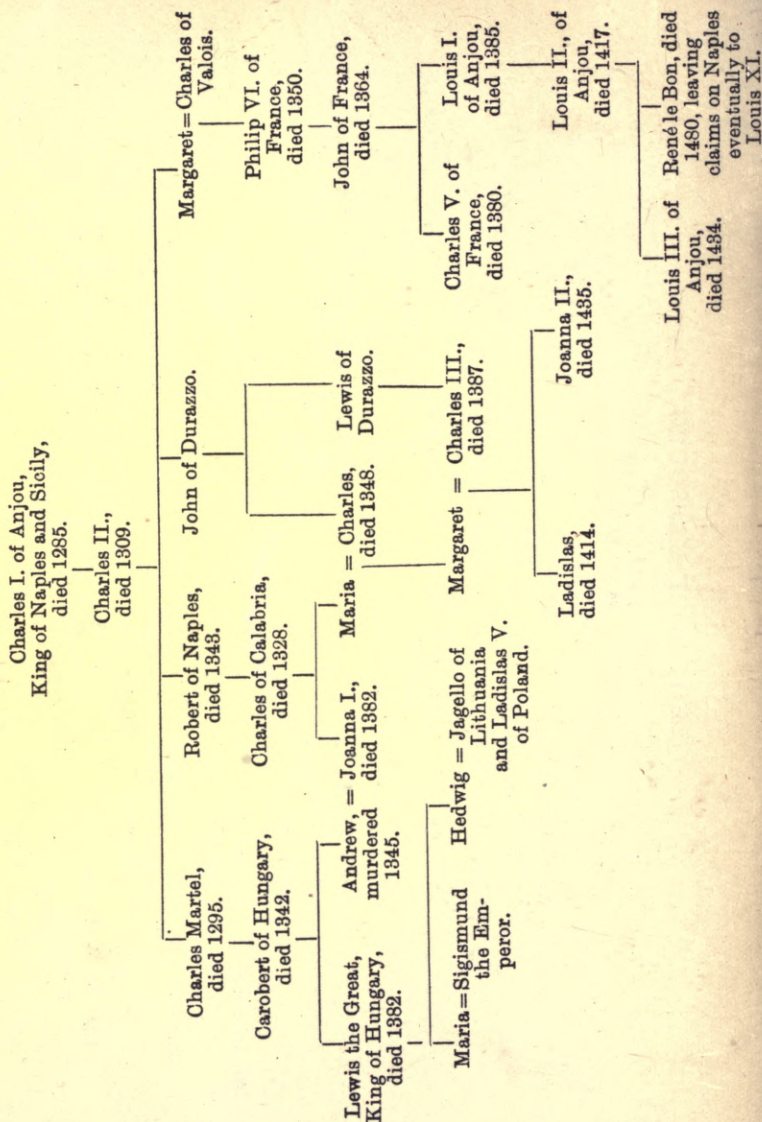 Charles I. of Anjou,
King of Naples and Sicily,
died 1285.
Charles II.,
died 1309.
Charles Martel,
died 1295.
Robert of Naples,
died 1343.
John of Durazzo.
Margaret=Charles of
Valois.
Carobert of Hungary,
died 1342.
Charles of Calabria,
died 1328.
Philip VI. of
France,
died 1350.
John of France,
died 1364.
Lewis the Great,
King of Hungary,
died 1382.
Andrew, = Joanna I.,
murdered died 1382.
1345.
Maria = Charles,
died 1348.
Lewis of
Durazzo.
Charles V. of
France,
died 1380.
Louis I.
of Anjou,
died 1385.
Maria=Sigismund
the Em-
peror.
Hedwig = Jagello of
Lithuania
and Ladislas V.
of Poland.
Margaret = Charles III.,
died 1387.
Louis II., of
Anjou,
died 1417.
Ladislas,
died 1414.
Joanna II.,
died 1435.
Louis III. of
Anjou,
died 1434.
René le Bon, died
1480, leaving
claims on Naples
eventually to
Louis XI.